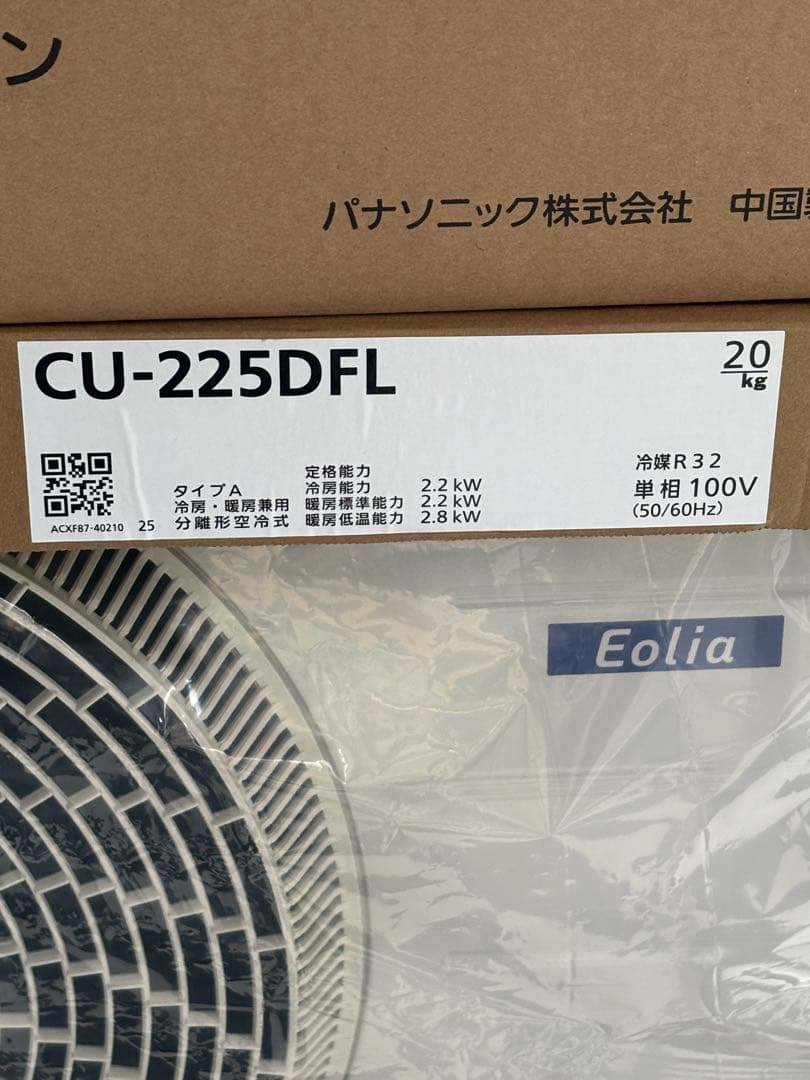 ン
パナソニック株式会社 中国製
CU-225DFL
20
kg
定格能力
タイプA 冷房能力 2.2 kW
冷房・暖房兼用 暖房標準能力 2.2 kW
分離形空冷式 暖房低温能力 2.8 kW
冷媒R32
単相100V
(50/60Hz)
ACXF87-40210 25
Eolia